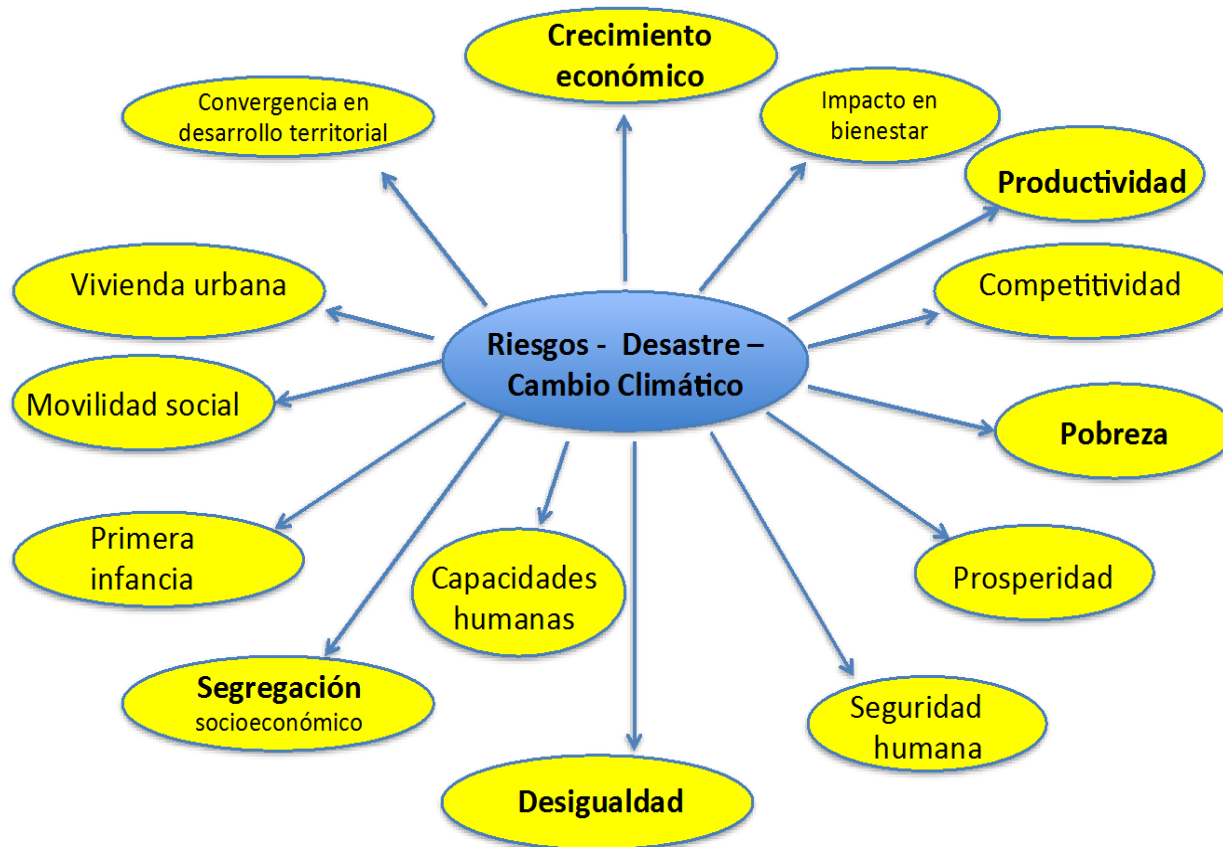 Crecimiento
económico
Convergencia en
desarrollo territorial
Impacto en
bienestar
Productividad
Vivienda urbana
Competitividad
Riesgos - Desastre –
Cambio Climático
Movilidad social
Pobreza
Primera
infancia
Capacidades
humanas
Prosperidad
Segregación
socioeconómico
Seguridad
humana
Desigualdad